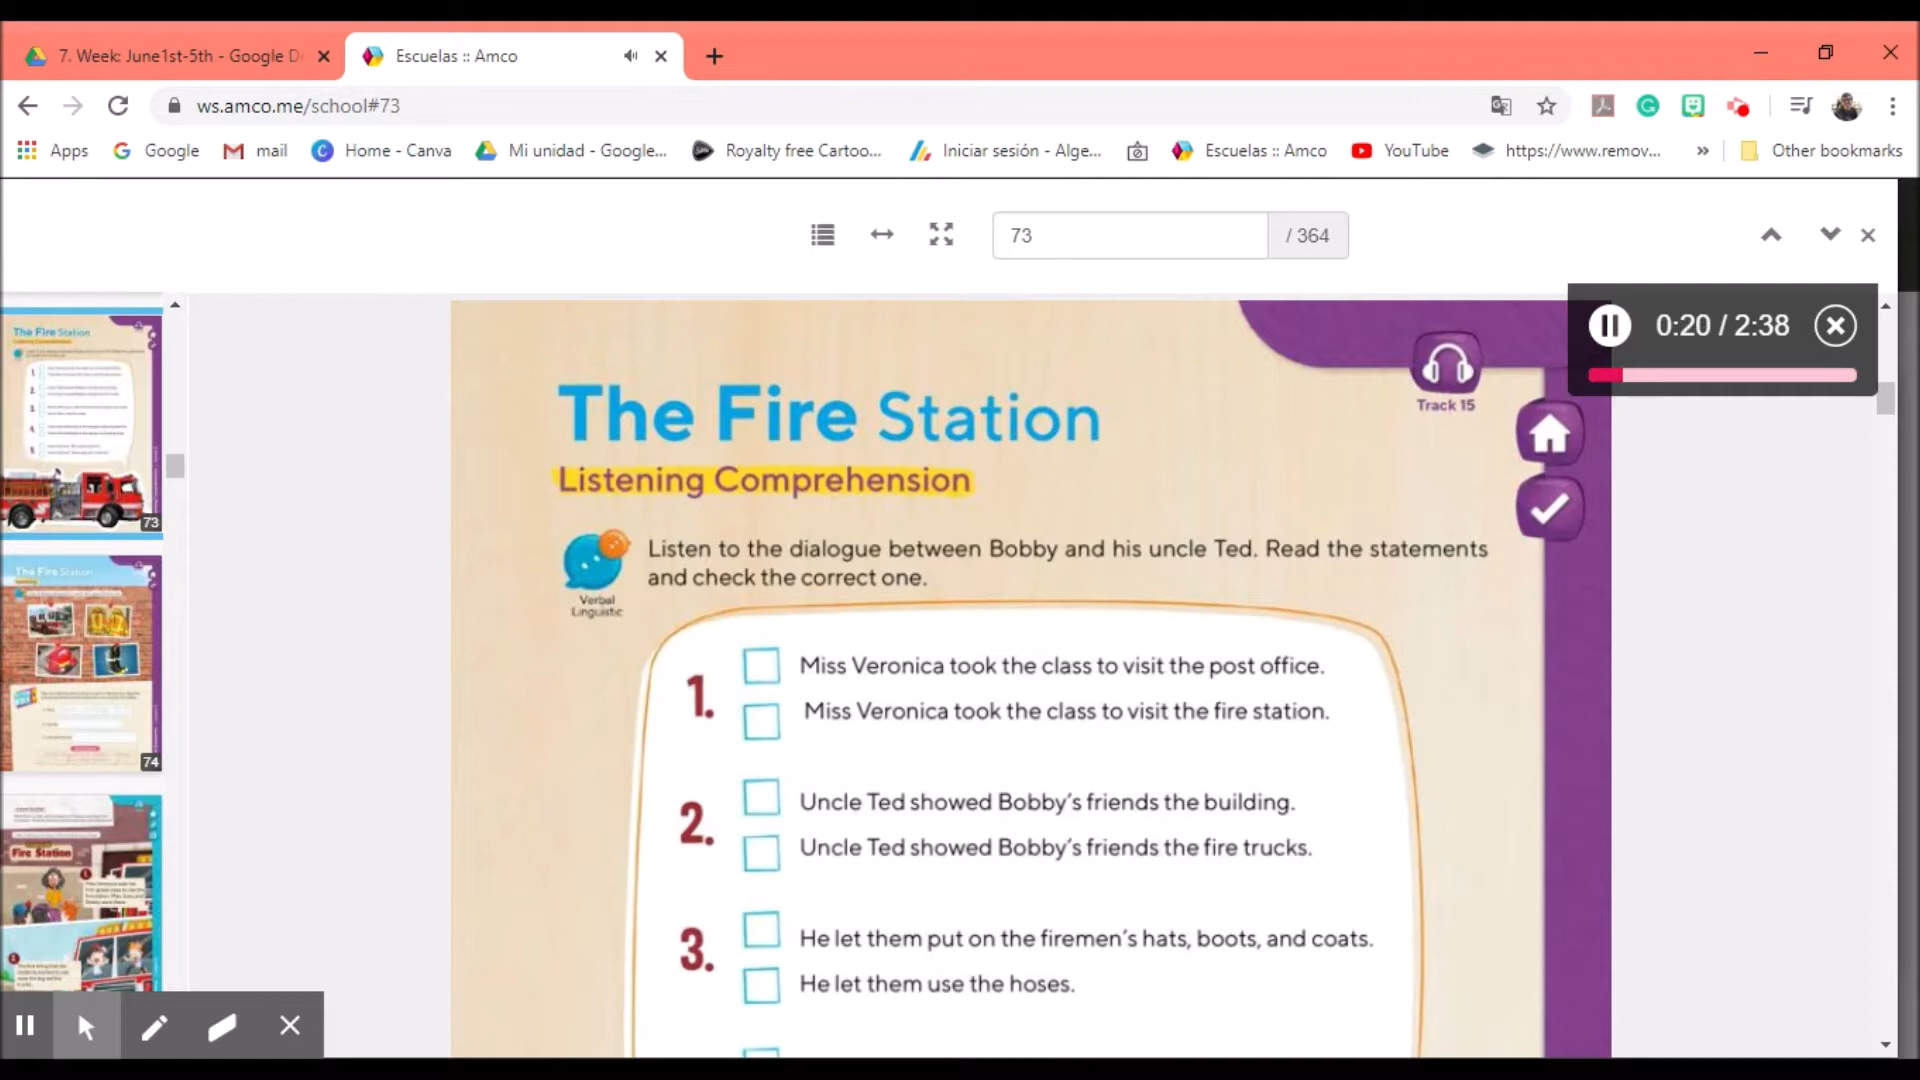 7. Week: June1st-5th - Google D
Escuelas :: Amco
ws.amco.me/school#73
Apps
Google
mail
Home - Canva
Mi unidad - Google...
Royalty free Cartoo...
Iniciar sesión - Alge...
Escuelas :: Amco
YouTube
https://www.remov...
»
Other bookmarks
73
/ 364
0:20 / 2:38
Track 15
The Fire Station
Listening Comprehension
Verbal
Linguistic
Listen to the dialogue between Bobby and his uncle Ted. Read the statements
and check the correct one.
1.
Miss Veronica took the class to visit the post office.
Miss Veronica took the class to visit the fire station.
2.
Uncle Ted showed Bobby's friends the building.
Uncle Ted showed Bobby's friends the fire trucks.
3.
He let them put on the firemen's hats, boots, and coats.
He let them use the hoses.
The Fire Station
Listening Comprehension
73
The Fire Station
74
Fire Station